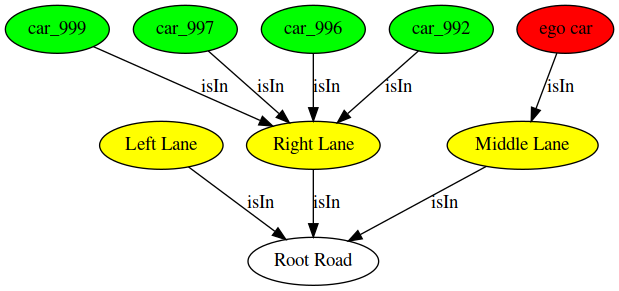 car_999
car_997
car_996
car_992
ego car
isIn
isIn
isIn
isIn
isIn
Left Lane
Right Lane
Middle Lane
isIn
isIn
isIn
Root Road